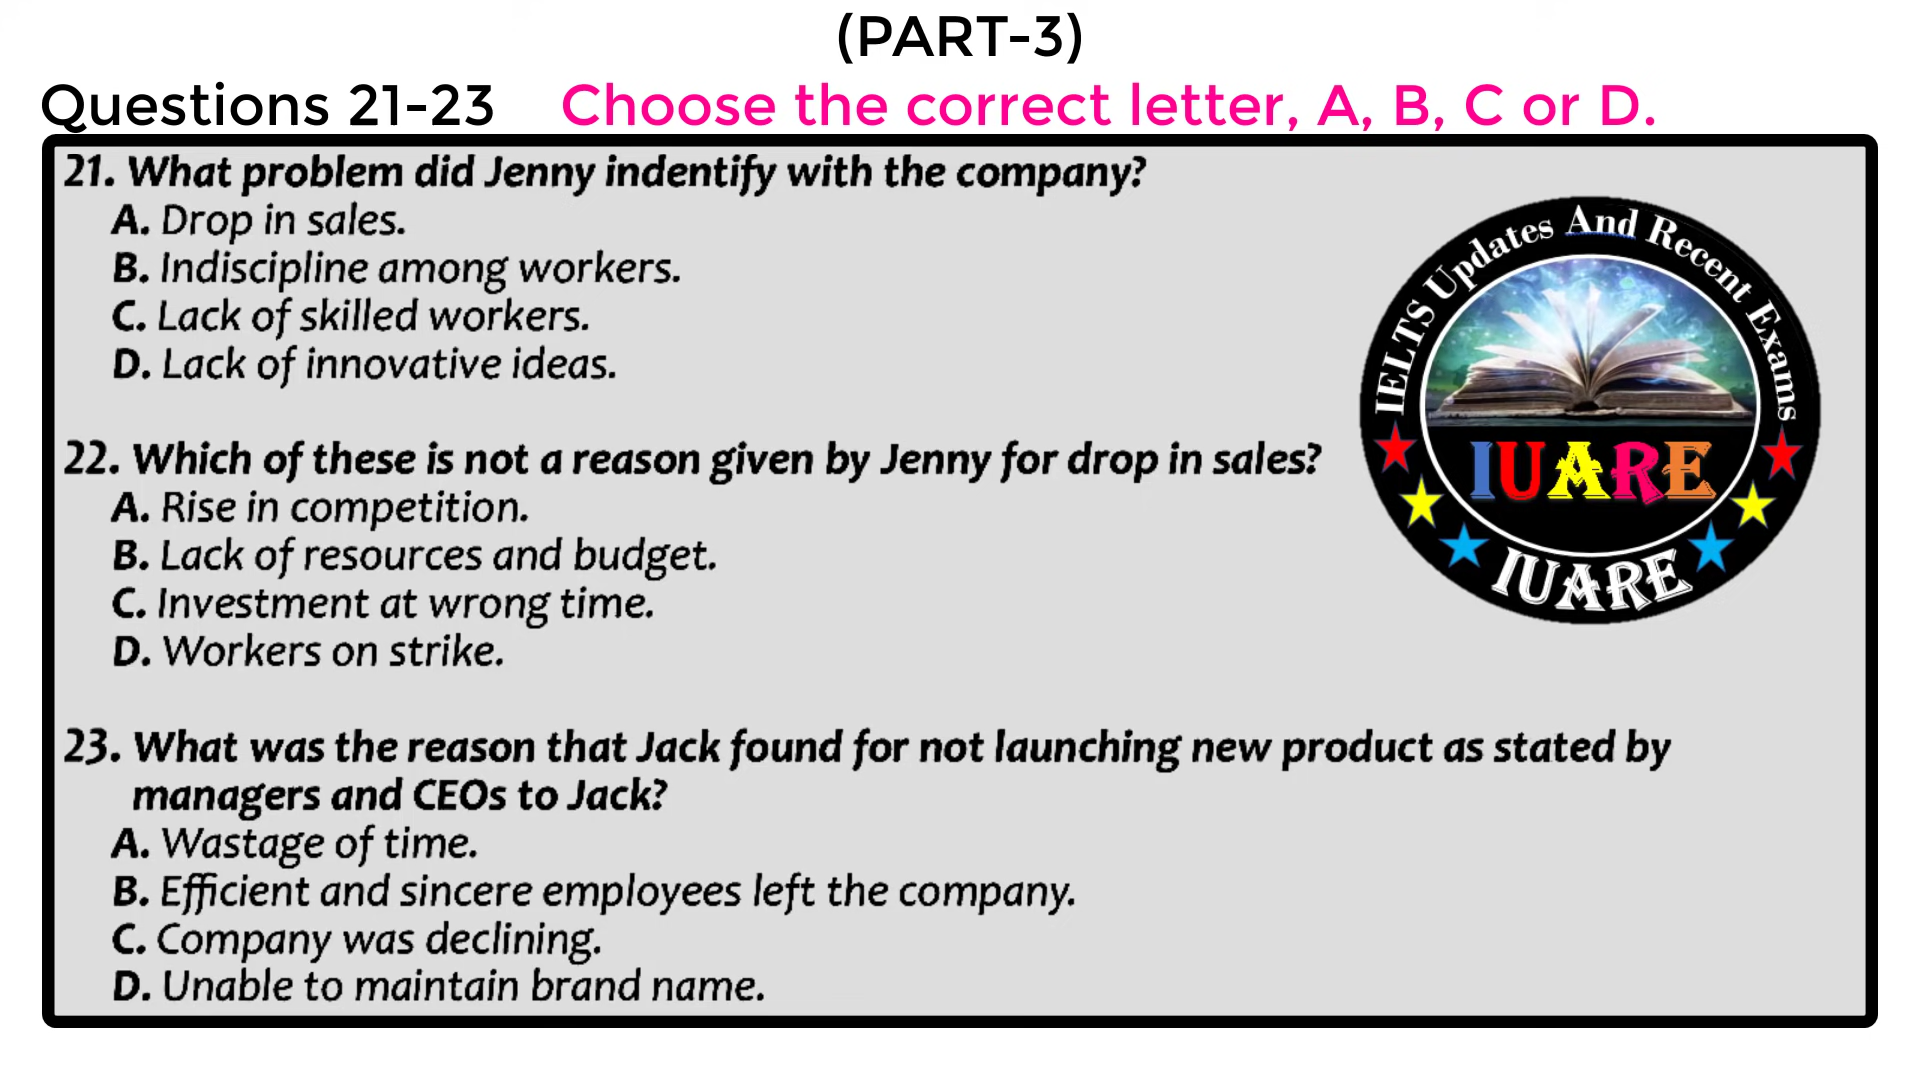 (PART-3)
Questions 21-23 Choose the correct letter, A, B, C or D.
21. What problem did Jenny indentify with the company?
A. Drop in sales.
B. Indiscipline among workers.
C. Lack of skilled workers.
D. Lack of innovative ideas.
22. Which of these is not a reason given by Jenny for drop in sales?
A. Rise in competition.
B. Lack of resources and budget.
C. Investment at wrong time.
D. Workers on strike.
23. What was the reason that Jack found for not launching new product as stated by
managers and CEOs to Jack?
A. Wastage of time.
B. Efficient and sincere employees left the company.
C. Company was declining.
D. Unable to maintain brand name.
IELTS Updates And Recent Exams
IUARE
IUARE